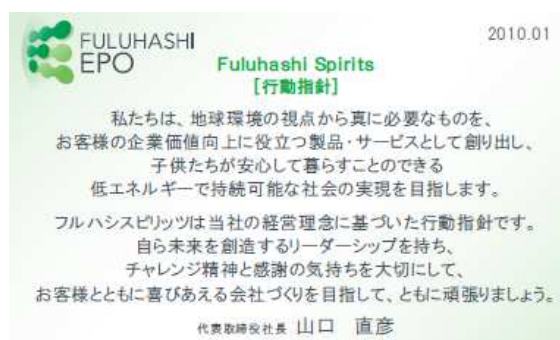 FULUHASHI
EPO
2010.01
Fuluhashi Spirits
[行動指針]
私たちは、地球環境の視点から真に必要なものを、
お客様の企業価値向上に役立つ製品・サービスとして創り出し、
子供たちが安心して暮らすことのできる
低エネルギーで持続可能な社会の実現を目指します。
フルハシスピリッツは当社の経営理念に基づいた行動指針です。
自ら未来を創造するリーダーシップを持ち、
チャレンジ精神と感謝の気持ちを大切にして、
お客様とともに喜びあえる会社づくりを目指して、ともに頑張りましょう。
代表取締役社長 山口 直彦